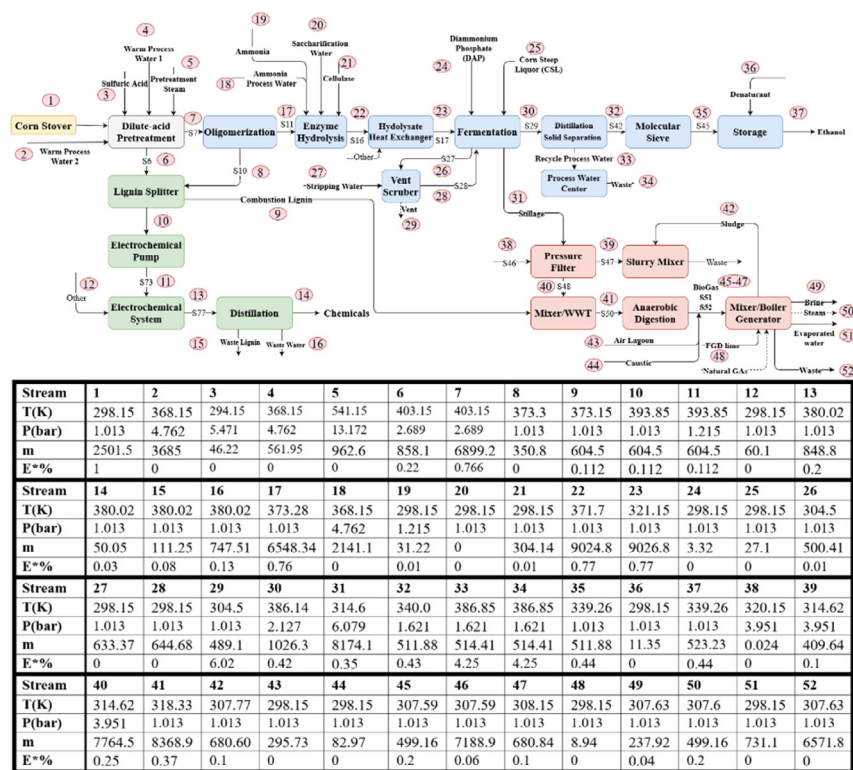 19
20
4
Saccharification
Water
Diammonium
Phosphate
(DAP)
25
Warm Process
Water 1
5
Ammonia
21
24
Corn Steep
Liquor (CSL)
36
Sulfuric Acid
Pretreatment
Steam
18
Ammonia
Process Water
Cellulase
Denaturant
1
3
7
17
22
23
30
32
35
37
Corn Stover
Dilute-acid
Pretreatment
S7
Oligomerization
S11
Enzyme
Hydrolysis
S16
Hydolysate
Heat Exchanger
S17
Fermentation
S29
Distillation
Solid Separation
S42
Molecular
Sieve
S45
Storage
Ethanol
2
Warm Process
Water 2
S6
6
S10
8
Other
S27
26
Recycle Process Water
33
Lignin Splitter
27
Stripping Water
Vent
Scruber
S28
28
Process Water
Center
Waste
34
Combustion Lignin
9
Vent
29
31
10
Stillage
42
Sludge
Electrochemical
Pump
38
S46
Pressure
Filter
39
S47
Slurry Mixer
Waste
12
Other
S73
11
40
S48
BioGas
SS1
SS2
45-47
49
Electrochemical
System
13
S77
Distillation
14
Chemicals
Mixer/WWT
41
S50
Anaerobic
Digestion
Mixer/Boiler
Generator
Brine
Steam
50
15
Waste Lignin
Waste Water
16
43
Air Lagoon
FGD lime
Evaporated
water
51
44
Caustic
48
Natural GAs
Waste
52
Stream 1 2 3 4 5 6 7 8 9 10 11 12 13
T(K) 298.15 368.15 294.15 368.15 541.15 403.15 403.15 373.3 373.15 393.85 393.85 298.15 380.02
P(bar) 1.013 4.762 5.471 4.762 13.172 2.689 2.689 1.013 1.013 1.013 1.215 1.013 1.013
m 2501.5 3685 46.22 561.95 962.6 858.1 6899.2 350.8 604.5 604.5 604.5 60.1 848.8
E*% 1 0 0 0 0 0.22 0.766 0 0.112 0.112 0.112 0 0.2
Stream 14 15 16 17 18 19 20 21 22 23 24 25 26
T(K) 380.02 380.02 380.02 373.28 368.15 298.15 298.15 298.15 371.7 321.15 298.15 298.15 304.5
P(bar) 1.013 1.013 1.013 1.013 4.762 1.215 1.013 1.013 1.013 1.013 1.013 1.013 1.013
m 50.05 111.25 747.51 6548.34 2141.1 31.22 0 304.14 9024.8 9026.8 3.32 27.1 500.41
E*% 0.03 0.08 0.13 0.76 0 0.01 0 0.01 0.77 0.77 0 0 0.01
Stream 27 28 29 30 31 32 33 34 35 36 37 38 39
T(K) 298.15 298.15 304.5 386.14 314.6 340.0 386.85 386.85 339.26 298.15 339.26 320.15 314.62
P(bar) 1.013 1.013 1.013 2.127 6.079 1.621 1.621 1.621 1.013 1.013 1.013 3.951 3.951
m 633.37 644.68 489.1 1026.3 8174.1 511.88 514.41 514.41 511.88 11.35 523.23 0.024 409.64
E*% 0 0 6.02 0.42 0.35 0.43 4.25 4.25 0.44 0 0.44 0 0.1
Stream 40 41 42 43 44 45 46 47 48 49 50 51 52
T(K) 314.62 318.33 307.77 298.15 298.15 307.59 307.59 308.15 298.15 307.63 307.6 298.15 307.63
P(bar) 3.951 1.013 1.013 1.013 1.013 1.013 1.013 1.013 1.013 1.013 1.013 1.013 1.013
m 7764.5 8368.9 680.60 295.73 82.97 499.16 7188.9 680.84 8.94 237.92 499.16 731.1 6571.8
E*% 0.25 0.37 0.1 0 0 0.2 0.06 0.1 0 0.04 0.2 0 0